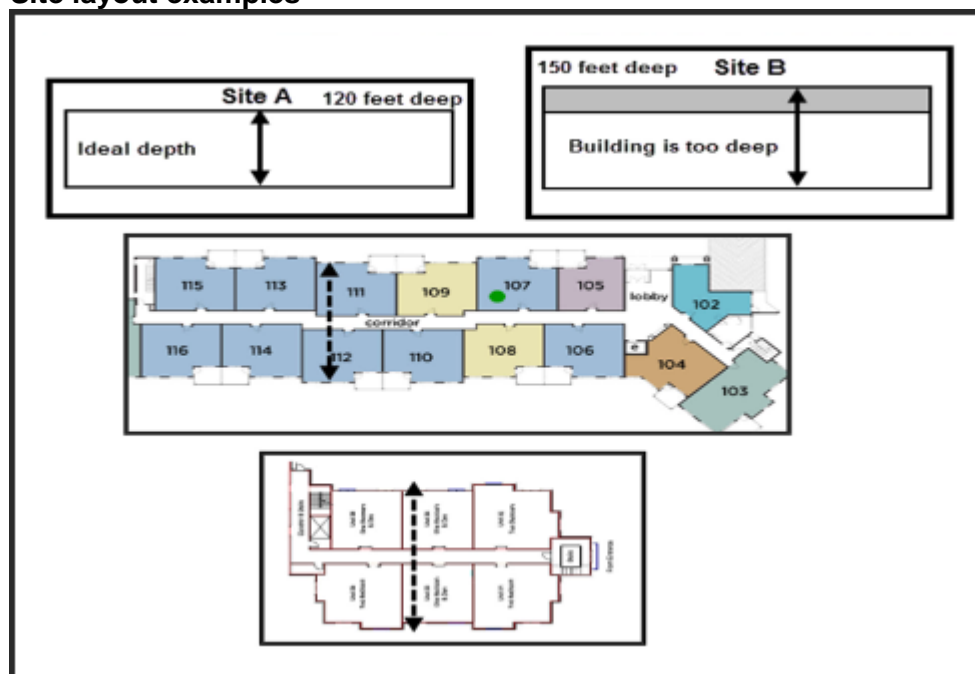 Site layout examples
Site A 120 feet deep
Ideal depth
150 feet deep Site B
Building is too deep
115 113 111 109 107 105
lobby 102
corridor
116 114 112 110 108 106 e 104
103